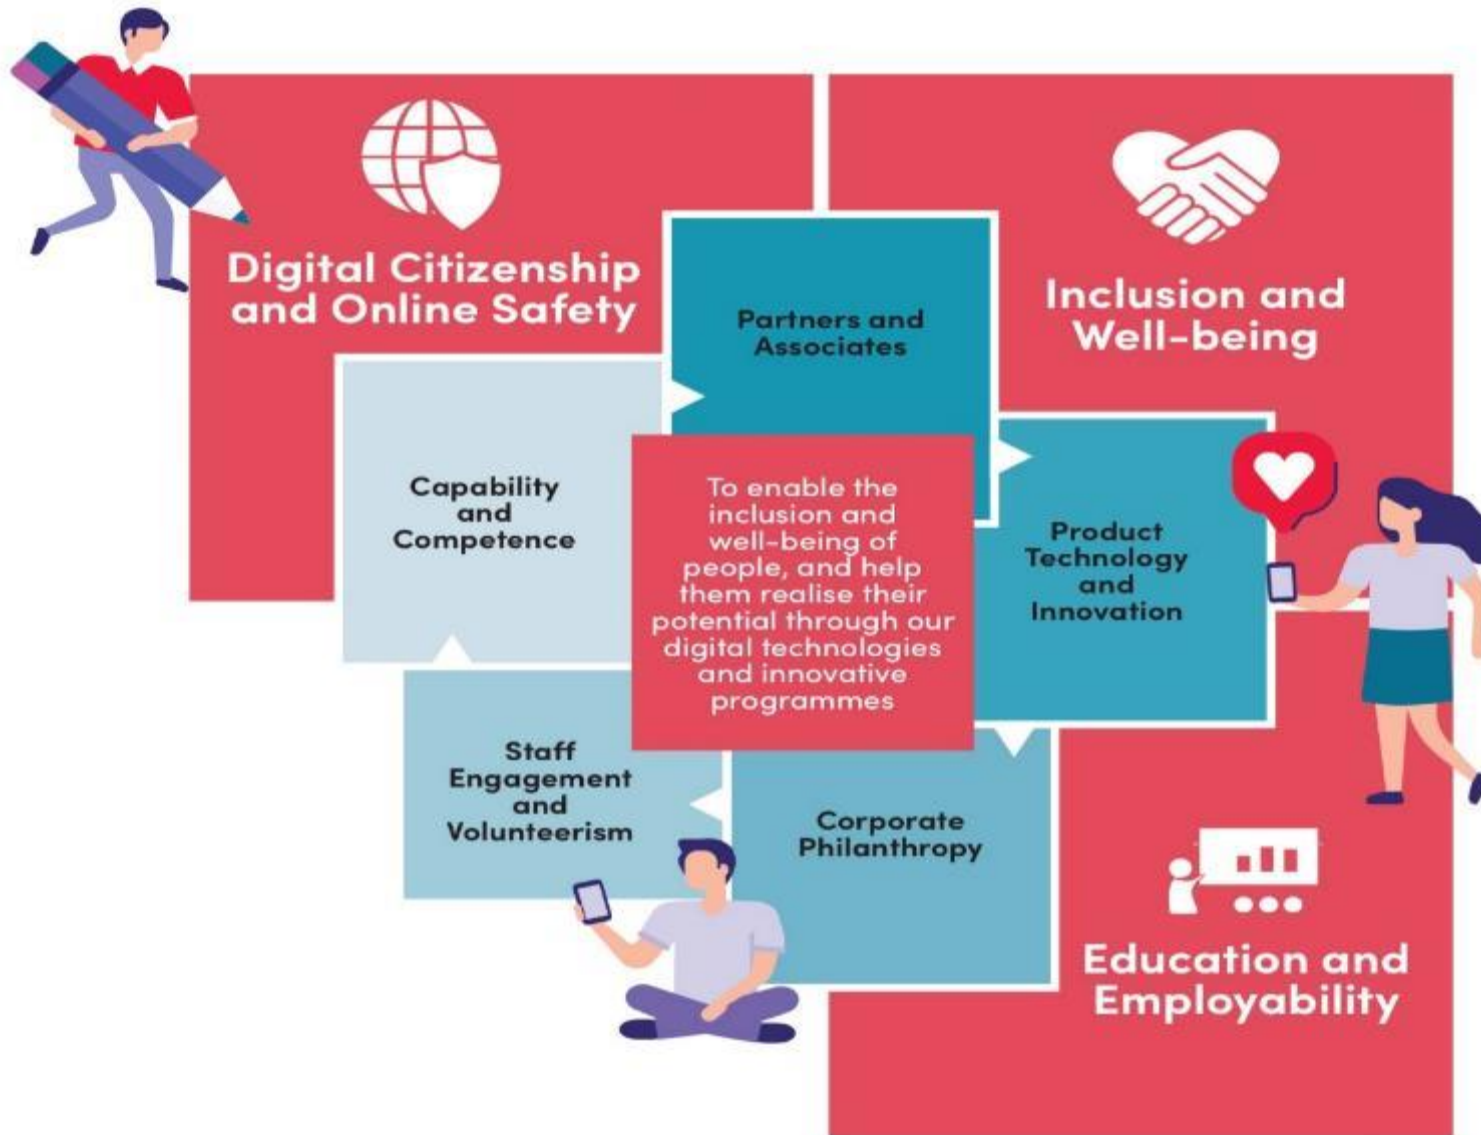 Digital Citizenship
and Online Safety
Inclusion and
Well-being
Partners and
Associates
Capability
and
Competence
To enable the
inclusion and
well-being of
people, and help
them realise their
potential through our
digital technologies
and innovative
programmes
Product
Technology
and
Innovation
Staff
Engagement
and
Volunteerism
Corporate
Philanthropy
Education and
Employability